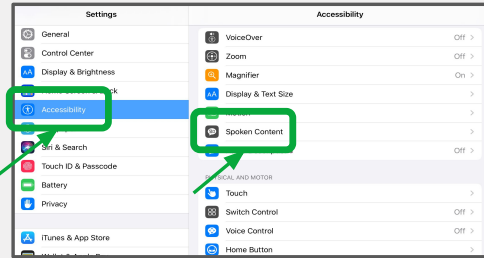 Settings
General
Control Center
AA Display & Brightness
Accessibility
Siri & Search
Touch ID & Passcode
Battery
Privacy
iTunes & App Store
Accessibility
VoiceOver Off
Zoom Off
Magnifier On
AA Display & Text Size
Spoken Content
Off
PHYSICAL AND MOTOR
Touch
Switch Control Off
Voice Control Off
Home Button